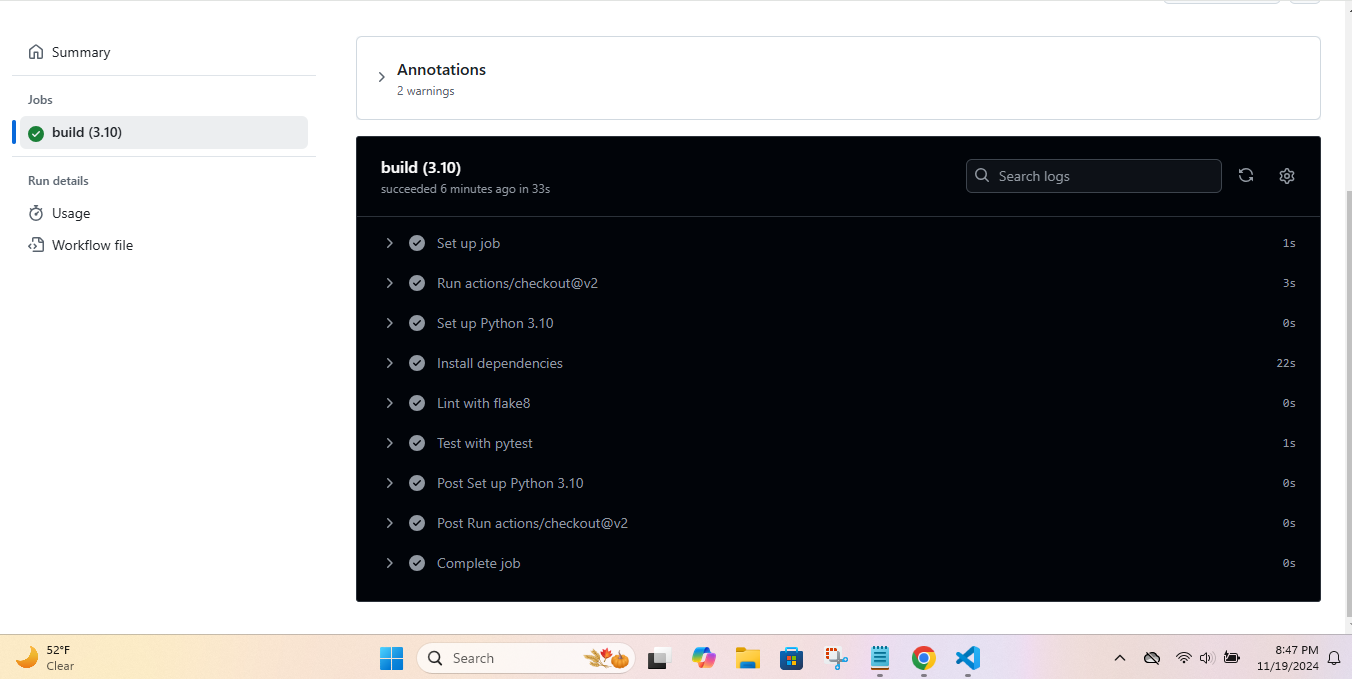 Summary
Jobs
build (3.10)
Run details
Usage
Workflow file
Annotations
2 warnings
build (3.10)
succeeded 6 minutes ago in 33s
Search logs
Set up job 1s
Run actions/checkout@v2 3s
Set up Python 3.10 0s
Install dependencies 22s
Lint with flake8 0s
Test with pytest 1s
Post Set up Python 3.10 0s
Post Run actions/checkout@v2 0s
Complete job 0s
52°F
Clear
Search
8:47 PM
11/19/2024